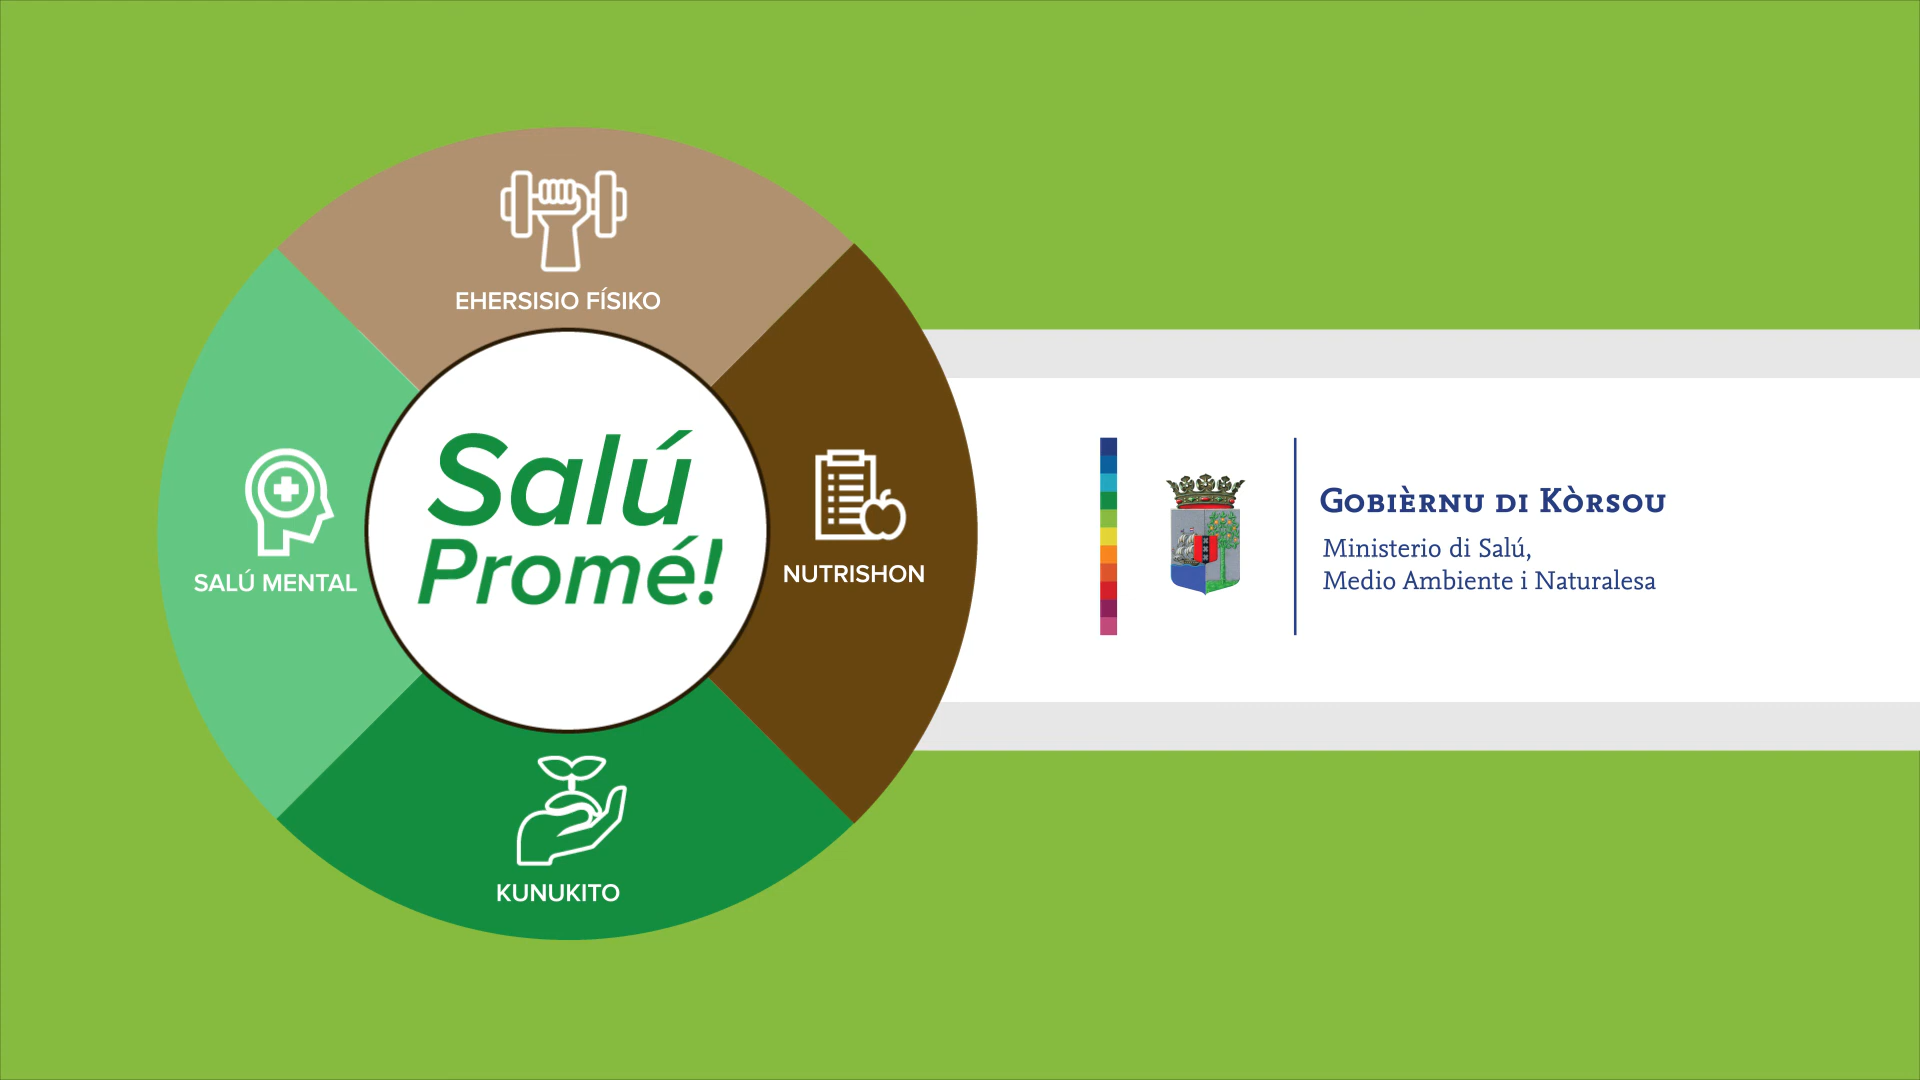 EHERSISIO FÍSIKO
SALÚ MENTAL
Salú
Promé!
NUTRISHON
KUNUKITO
GOBIÈRNU DI KÒRSOU
Ministerio di Salú,
Medio Ambiente i Naturalesa